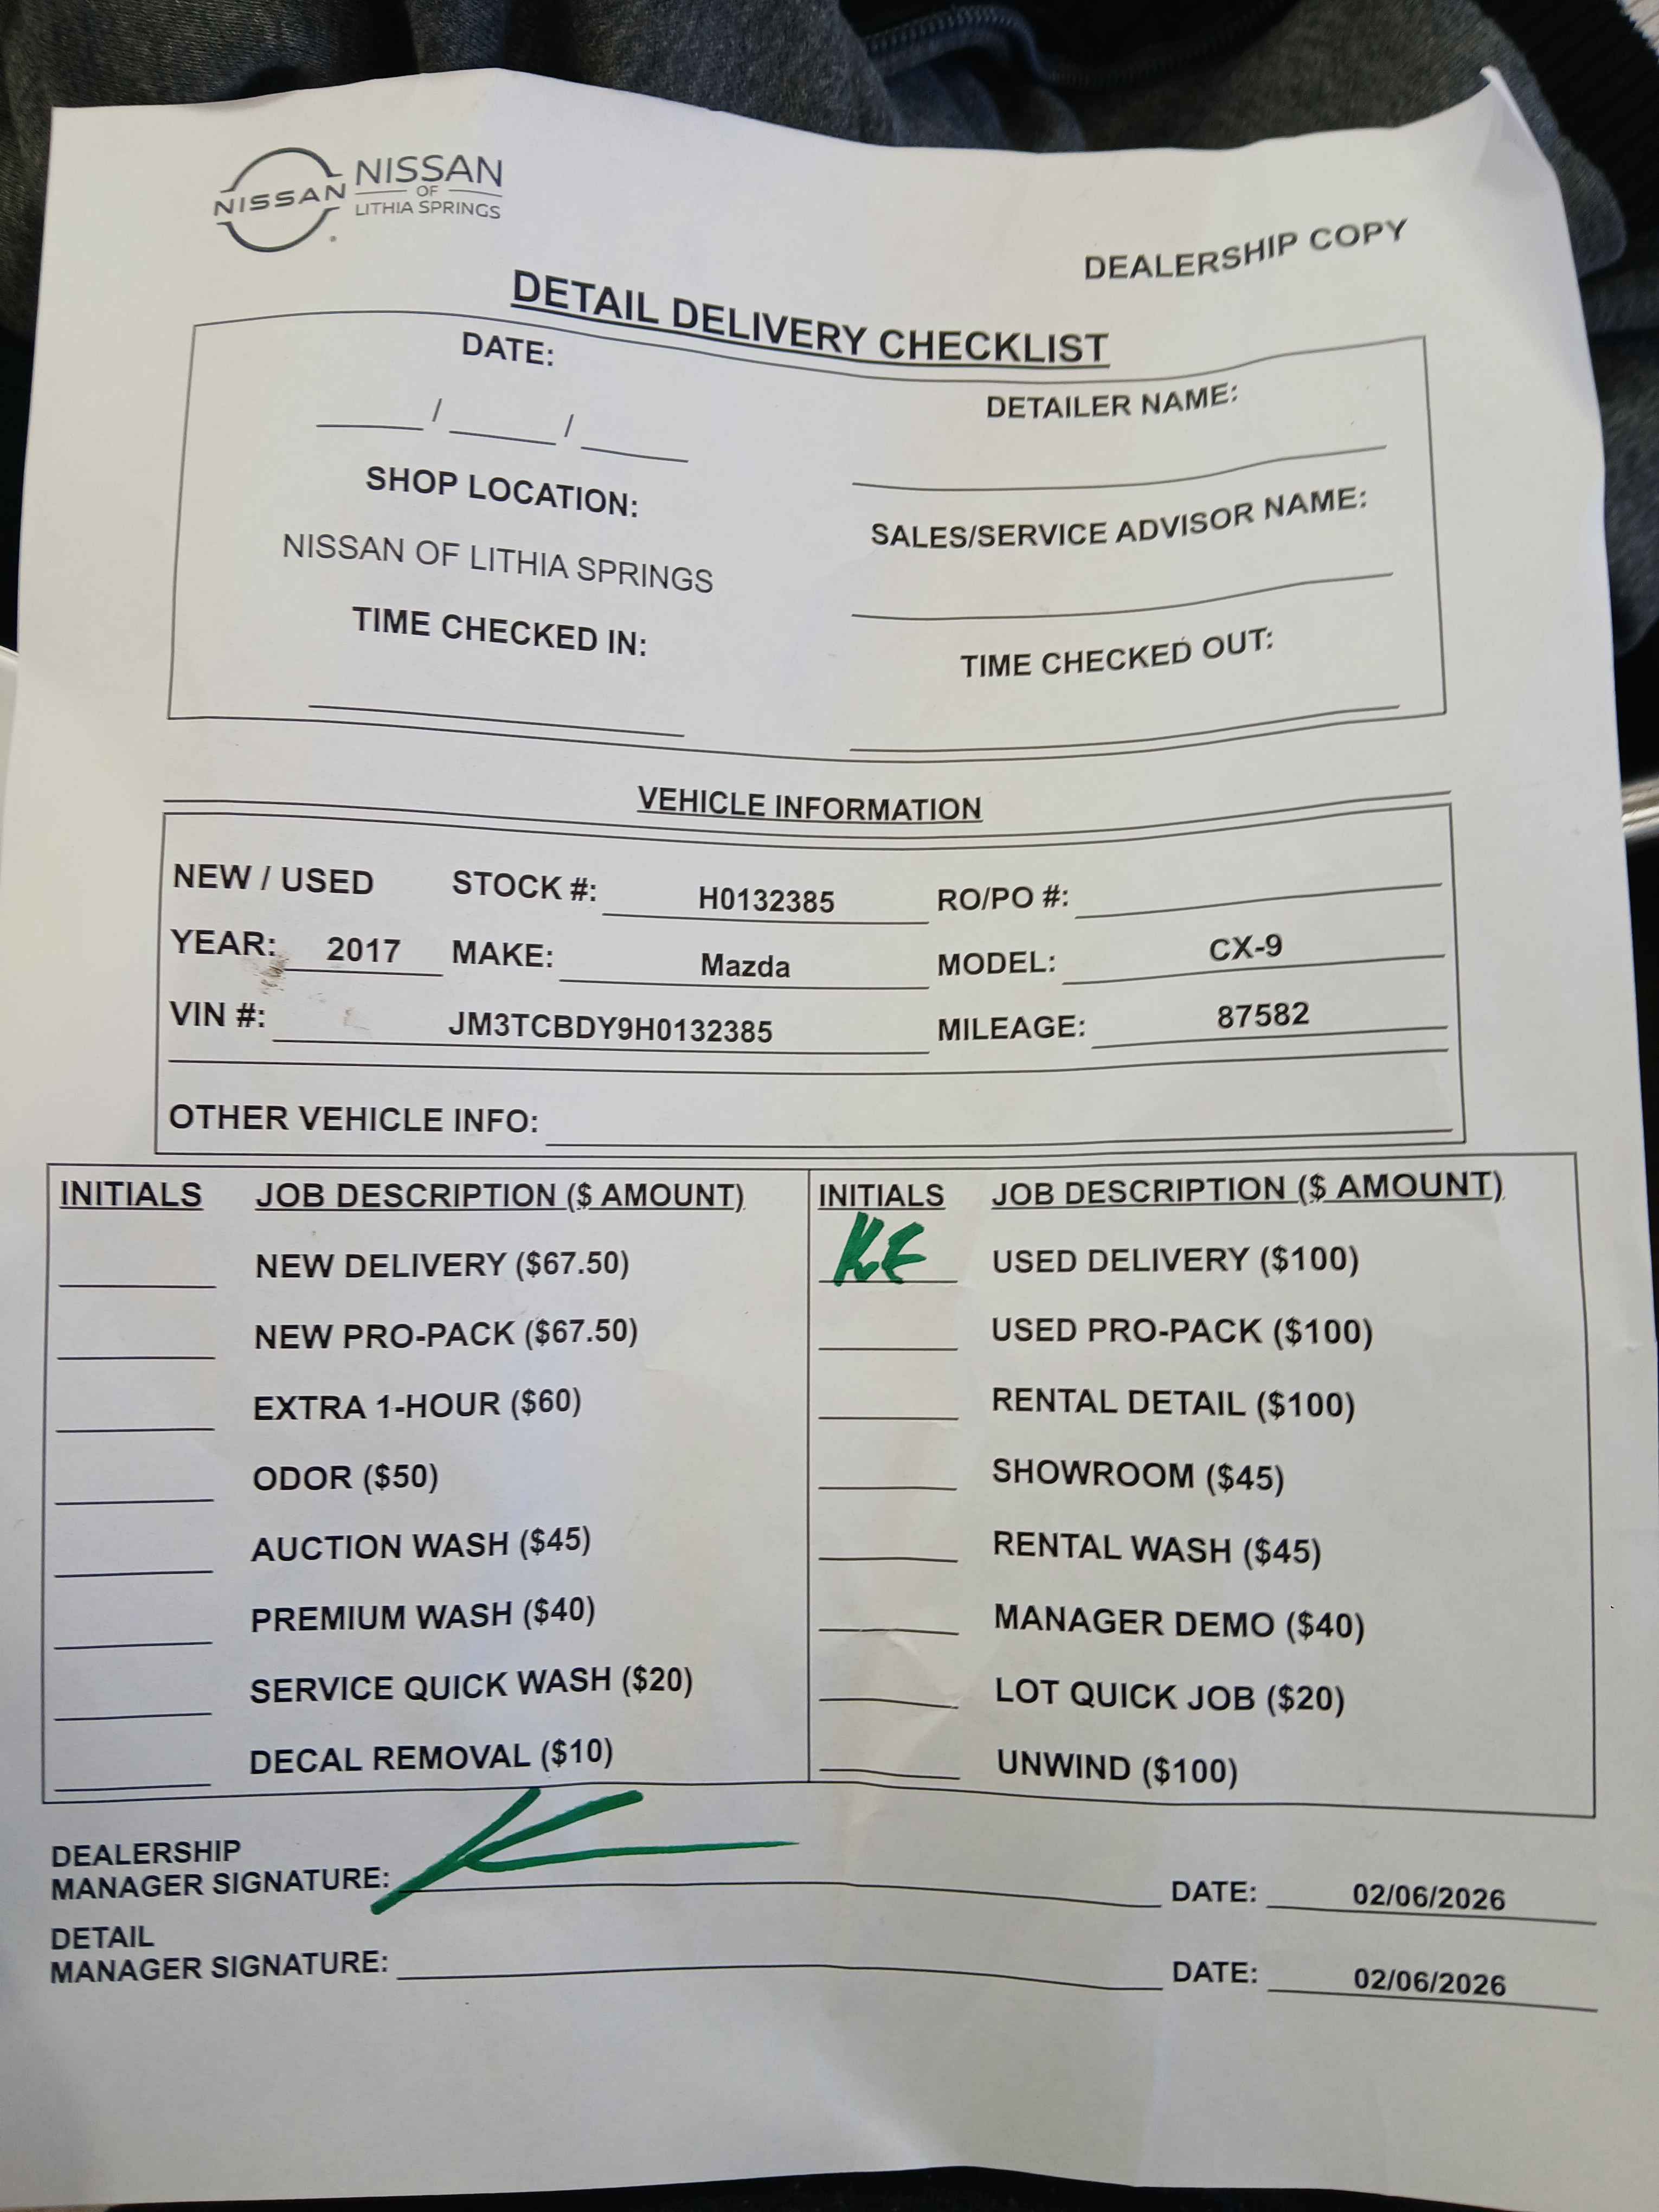 NISSAN
NISSAN
OF
LITHIA SPRINGS
DEALERSHIP COPY
DETAIL DELIVERY CHECKLIST
DATE:
____/____/____
DETAILER NAME:
SHOP LOCATION:
NISSAN OF LITHIA SPRINGS
SALES/SERVICE ADVISOR NAME:
TIME CHECKED IN:
TIME CHECKED OUT:
VEHICLE INFORMATION
NEW / USED STOCK #: H0132385 RO/PO #:
YEAR: 2017 MAKE: Mazda MODEL: CX-9
VIN #: JM3TCBDY9H0132385 MILEAGE: 87582
OTHER VEHICLE INFO:
INITIALS JOB DESCRIPTION ($ AMOUNT)
NEW DELIVERY ($67.50)
NEW PRO-PACK ($67.50)
EXTRA 1-HOUR ($60)
ODOR ($50)
AUCTION WASH ($45)
PREMIUM WASH ($40)
SERVICE QUICK WASH ($20)
DECAL REMOVAL ($10)
INITIALS JOB DESCRIPTION ($ AMOUNT)
KE USED DELIVERY ($100)
USED PRO-PACK ($100)
RENTAL DETAIL ($100)
SHOWROOM ($45)
RENTAL WASH ($45)
MANAGER DEMO ($40)
LOT QUICK JOB ($20)
UNWIND ($100)
DEALERSHIP
MANAGER SIGNATURE: DATE: 02/06/2026
DETAIL
MANAGER SIGNATURE: DATE: 02/06/2026